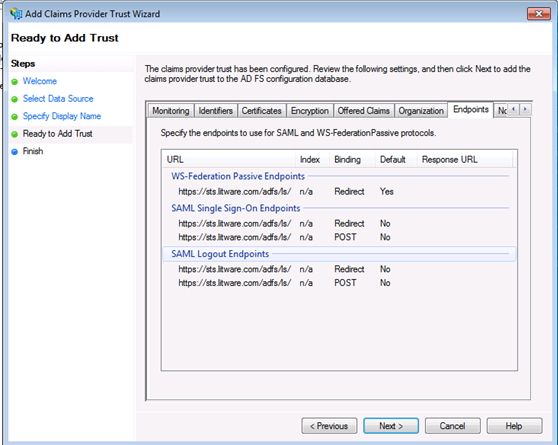 Add Claims Provider Trust Wizard
Ready to Add Trust
Steps
Welcome
Select Data Source
Specify Display Name
Ready to Add Trust
Finish
The claims provider trust has been configured. Review the following settings, and then click Next to add the
claims provider trust to the AD FS configuration database.
Monitoring Identifiers Certificates Encryption Offered Claims Organization Endpoints
Specify the endpoints to use for SAML and WS-FederationPassive protocols.
URL Index Binding Default Response URL
WS-Federation Passive Endpoints
https://sts.litware.com/adfs/ls/ n/a Redirect Yes
SAML Single Sign-On Endpoints
https://sts.litware.com/adfs/ls/ n/a Redirect No
https://sts.litware.com/adfs/ls/ n/a POST No
SAML Logout Endpoints
https://sts.litware.com/adfs/ls/ n/a Redirect No
https://sts.litware.com/adfs/ls/ n/a POST No
< Previous Next > Cancel Help